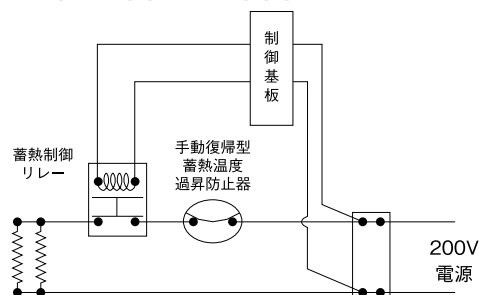 制御基板
手動復帰型
蓄熱温度
過昇防止器
蓄熱制御
リレー
200V
電源